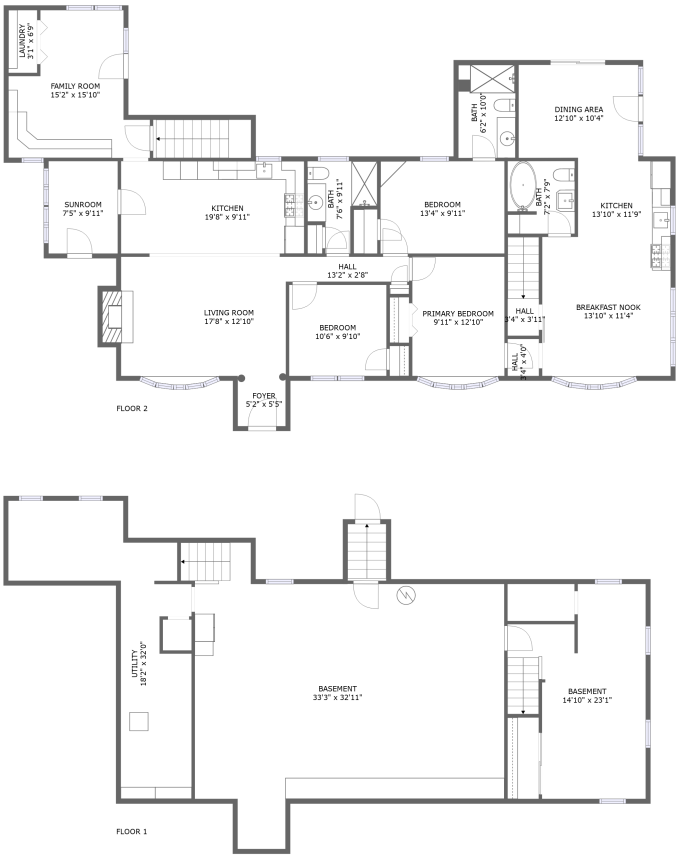 LAUNDRY
3'1" x 6'9"
FAMILY ROOM
15'2" x 15'10"
BATH
6'2" x 10'0"
DINING AREA
12'10" x 10'4"
SUNROOM
7'5" x 9'11"
KITCHEN
19'8" x 9'11"
BATH
7'6" x 9'11"
BEDROOM
13'4" x 9'11"
BATH
7'2" x 7'9"
KITCHEN
13'10" x 11'9"
HALL
13'2" x 2'8"
LIVING ROOM
17'8" x 12'10"
BEDROOM
10'6" x 9'10"
PRIMARY BEDROOM
9'11" x 12'10"
HALL
3'4" x 3'11"
BREAKFAST NOOK
13'10" x 11'4"
HALL
3'4" x 4'0"
FOYER
5'2" x 5'5"
FLOOR 2
UTILITY
18'2" x 32'0"
BASEMENT
33'3" x 32'11"
BASEMENT
14'10" x 23'1"
FLOOR 1